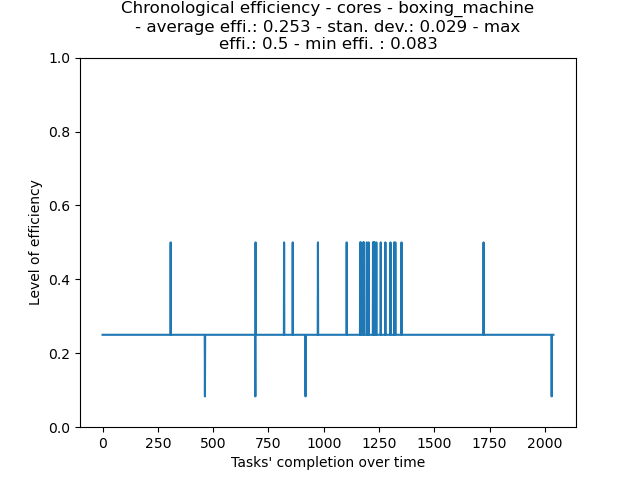 Chronological efficiency - cores - boxing_machine
- average effi.: 0.253 - stan. dev.: 0.029 - max
effi.: 0.5 - min effi. : 0.083
1.0
0.8
0.6
0.4
0.2
0.0
Level of efficiency
0 250 500 750 1000 1250 1500 1750 2000
Tasks' completion over time